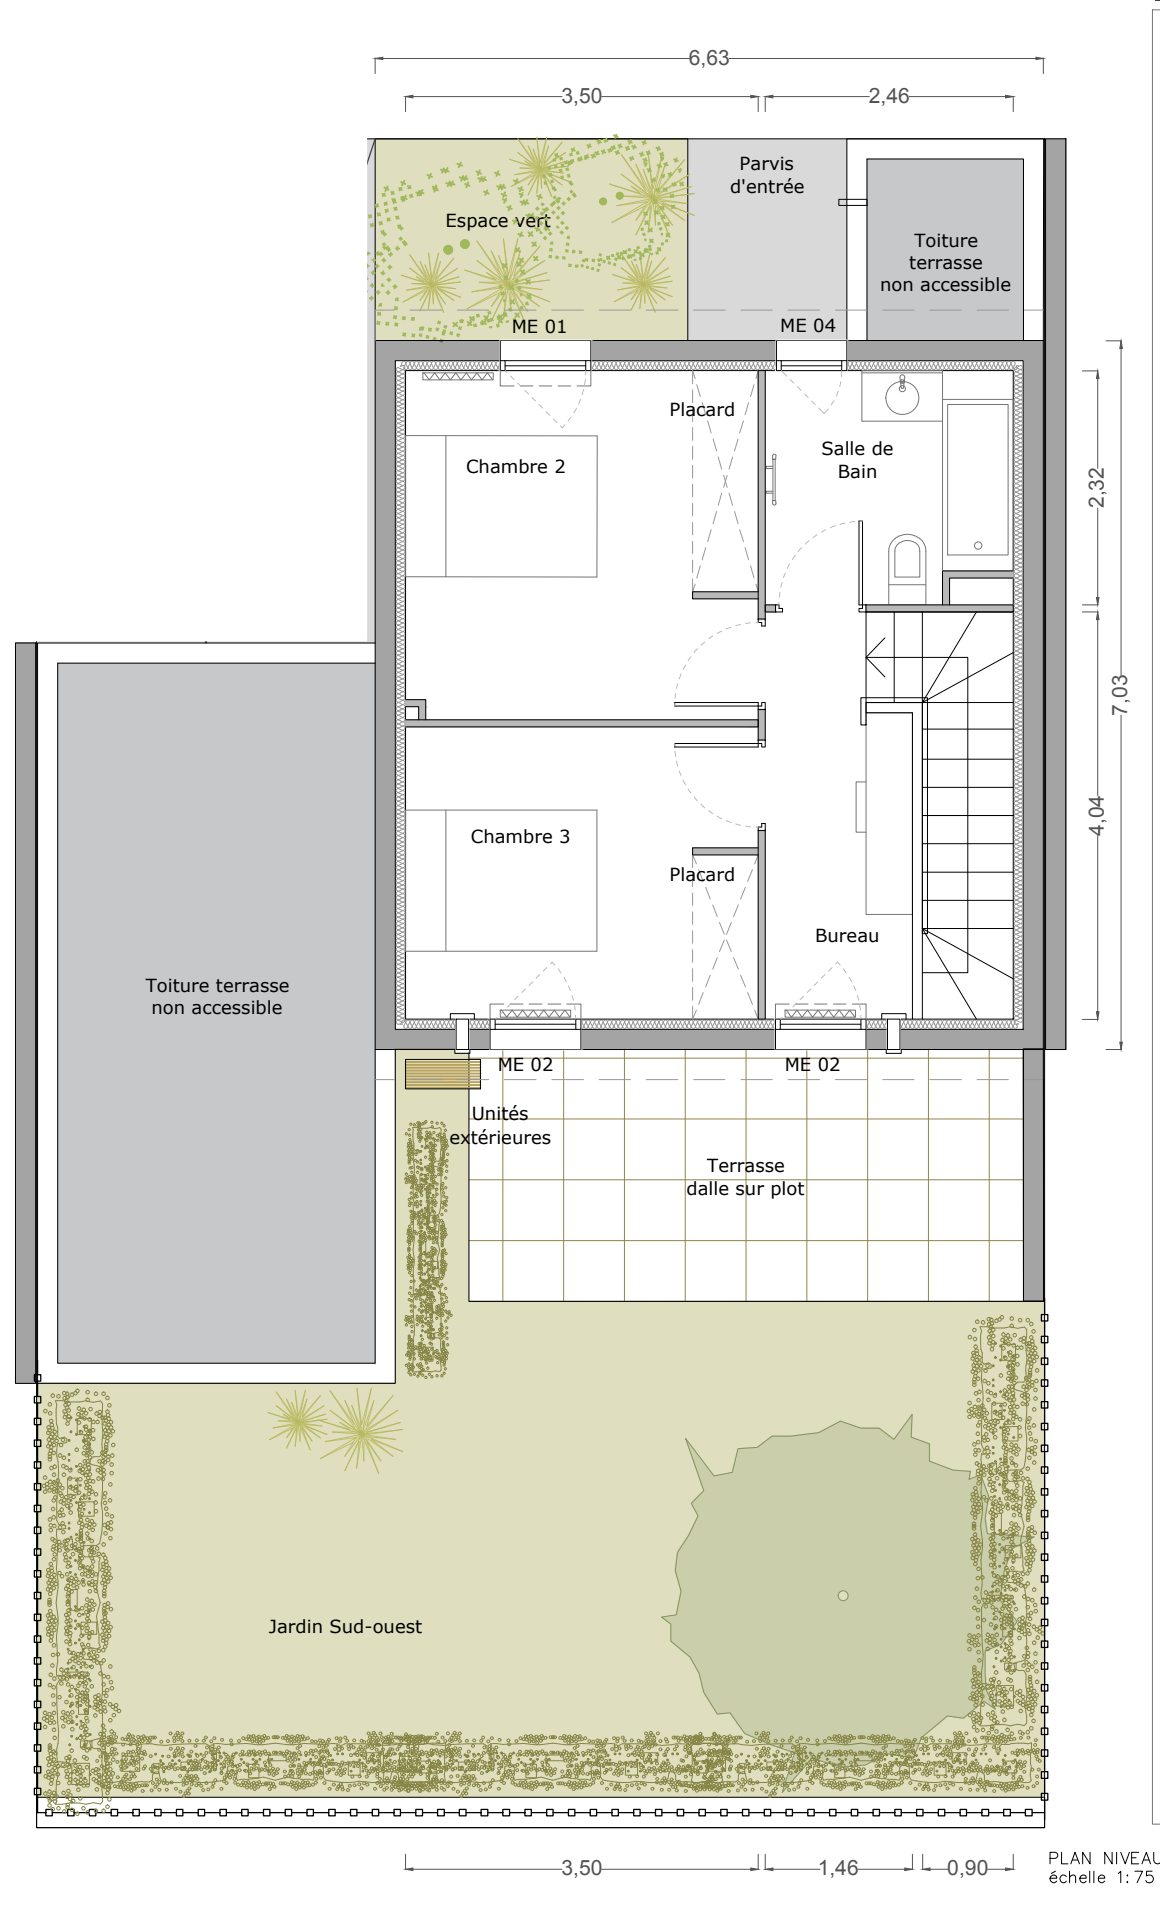 6,63
3,50
2,46
Parvis
d'entrée
Espace vert
Toiture
terrasse
non accessible
ME 01
ME 04
Placard
Chambre 2
Salle de
Bain
2,32
7,03
4,04
Chambre 3
Placard
Bureau
Toiture terrasse
non accessible
ME 02
ME 02
Unités
extérieures
Terrasse
dalle sur plot
Jardin Sud-ouest
3,50
1,46
0,90
PLAN NIVEAU
échelle 1:75